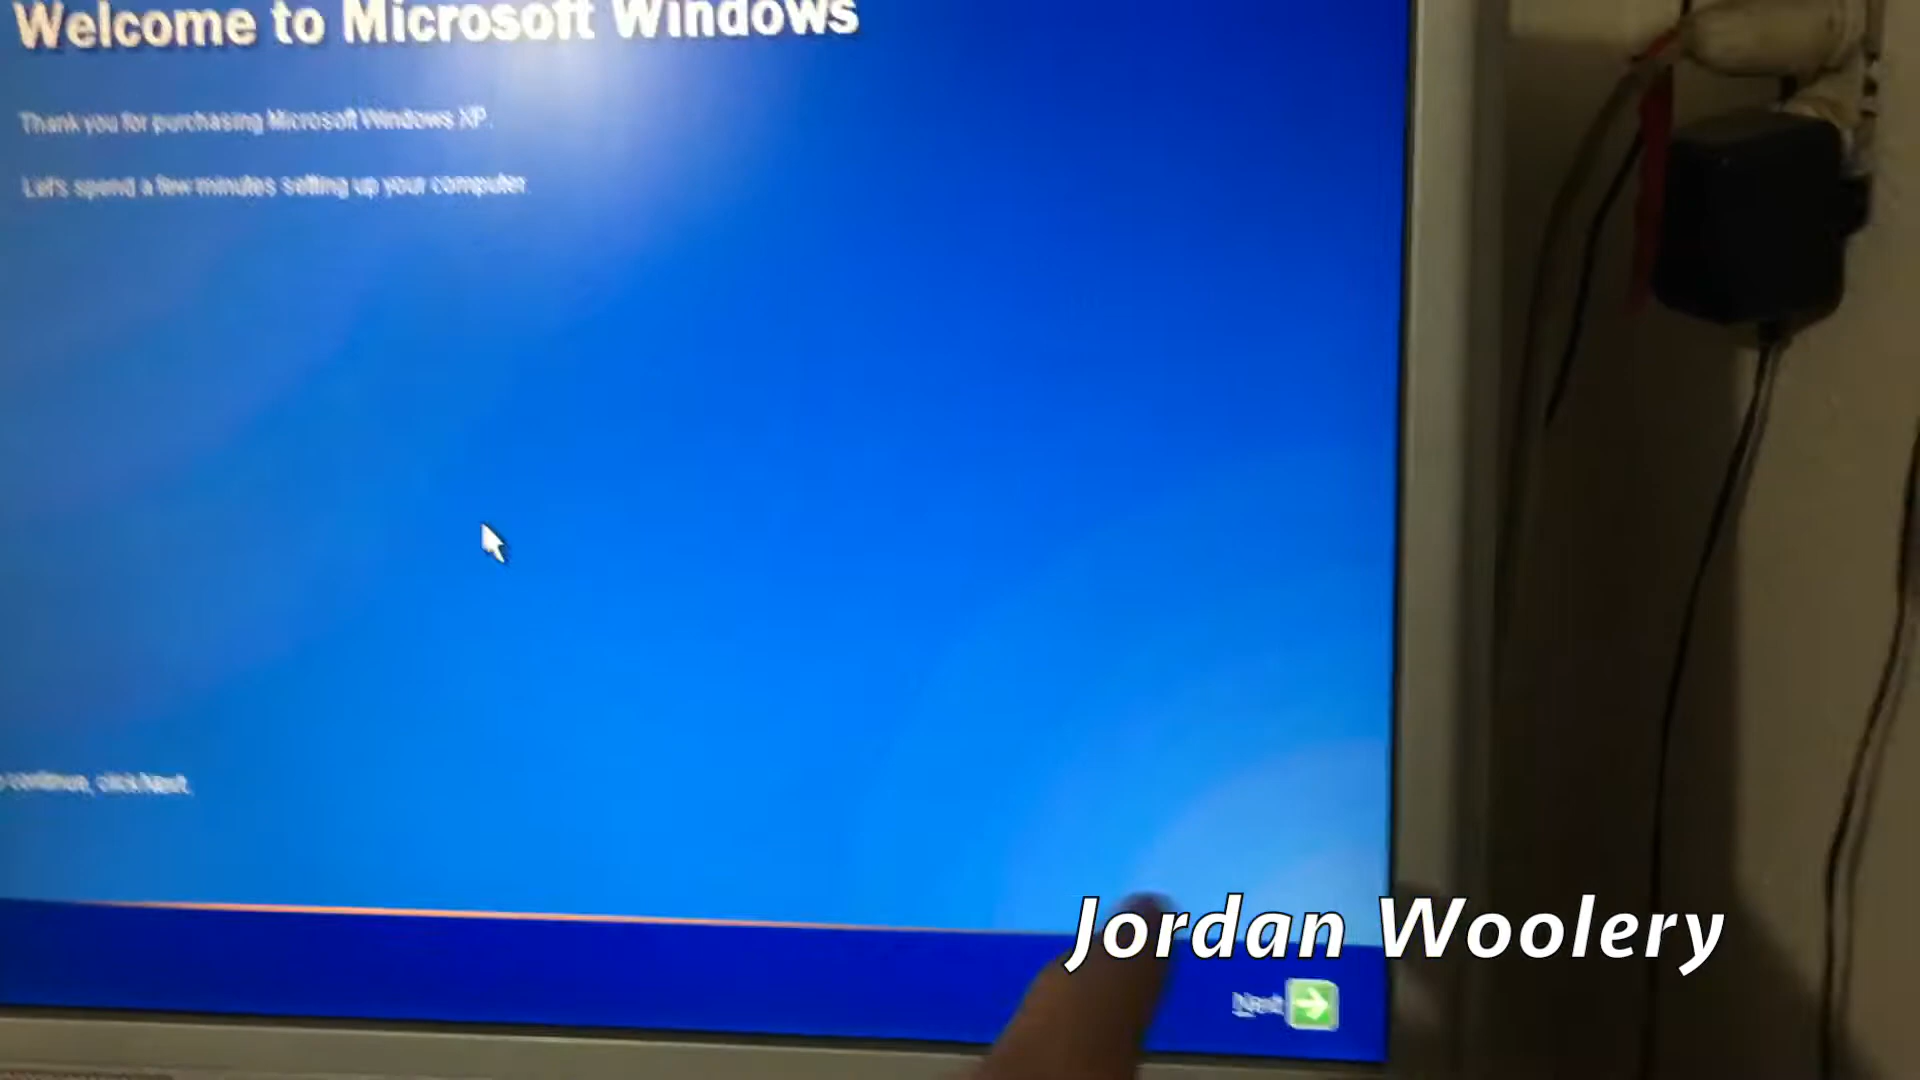 Welcome to Microsoft Windows
Thank you for purchasing Microsoft Windows XP.
Let's spend a few minutes setting up your computer.
continue, click Next.
Jordan Woolery
Next